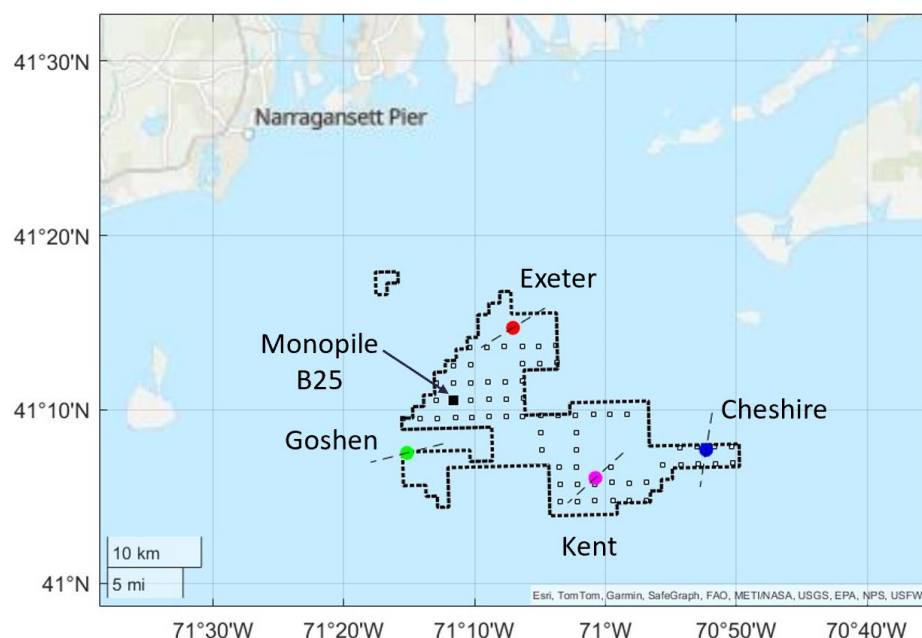 41°30'N
Narragansett Pier
41°20'N
Exeter
Monopile
B25
41°10'N
Cheshire
Goshen
Kent
10 km
5 mi
41°N
Esri, TomTom, Garmin, SafeGraph, FAO, METI/NASA, USGS, EPA, NPS, USFW
71°30'W
71°20'W
71°10'W
71°W
70°50'W
70°40'W